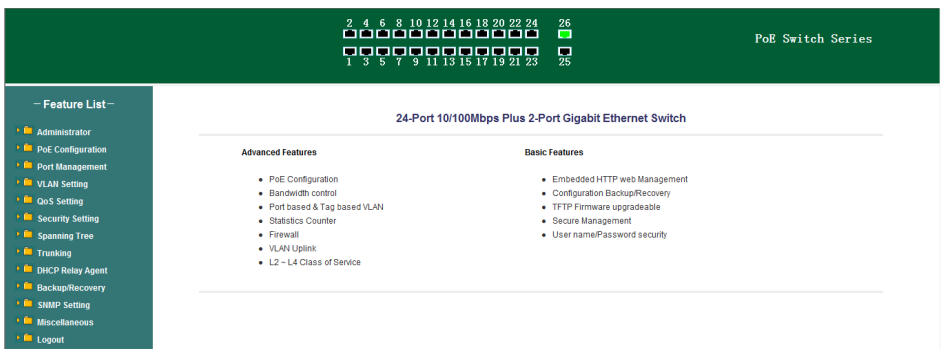 2 4 6 8 10 12 14 16 18 20 22 24 26
PoE Switch Series
1 3 5 7 9 11 13 15 17 19 21 23 25
— Feature List —
Administrator
PoE Configuration
Port Management
VLAN Setting
QoS Setting
Security Setting
Spanning Tree
Trunking
DHCP Relay Agent
Backup/Recovery
SNMP Setting
Miscellaneous
Logout
24-Port 10/100Mbps Plus 2-Port Gigabit Ethernet Switch
Advanced Features
• PoE Configuration
• Bandwidth control
• Port based & Tag based VLAN
• Statistics Counter
• Firewall
• VLAN Uplink
• L2 ~ L4 Class of Service
Basic Features
• Embedded HTTP web Management
• Configuration Backup/Recovery
• TFTP Firmware upgradeable
• Secure Management
• User name/Password security